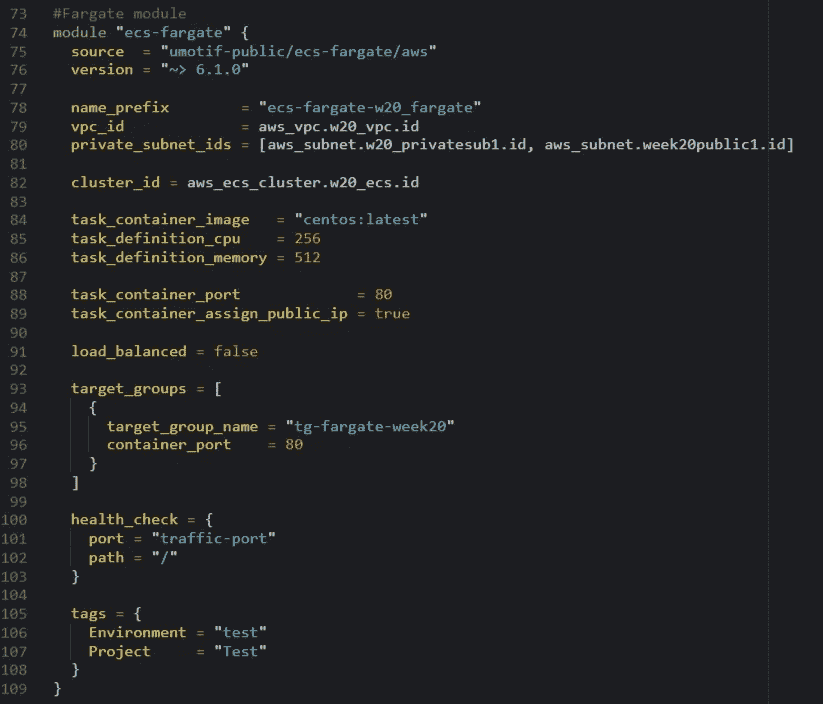 73 #Fargate module
74 module "ecs-fargate" {
75 source = "umotif-public/ecs-fargate/aws"
76 version = "~> 6.1.0"
77
78 name_prefix = "ecs-fargate-w20_fargate"
79 vpc_id = aws_vpc.w20_vpc.id
80 private_subnet_ids = [aws_subnet.w20_privatesub1.id, aws_subnet.week20public1.id]
81
82 cluster_id = aws_ecs_cluster.w20_ecs.id
83
84 task_container_image = "centos:latest"
85 task_definition_cpu = 256
86 task_definition_memory = 512
87
88 task_container_port = 80
89 task_container_assign_public_ip = true
90
91 load_balanced = false
92
93 target_groups = [
94 {
95 target_group_name = "tg-fargate-week20"
96 container_port = 80
97 }
98 ]
99
100 health_check = {
101 port = "traffic-port"
102 path = "/"
103 }
104
105 tags = {
106 Environment = "test"
107 Project = "Test"
108 }
109 }